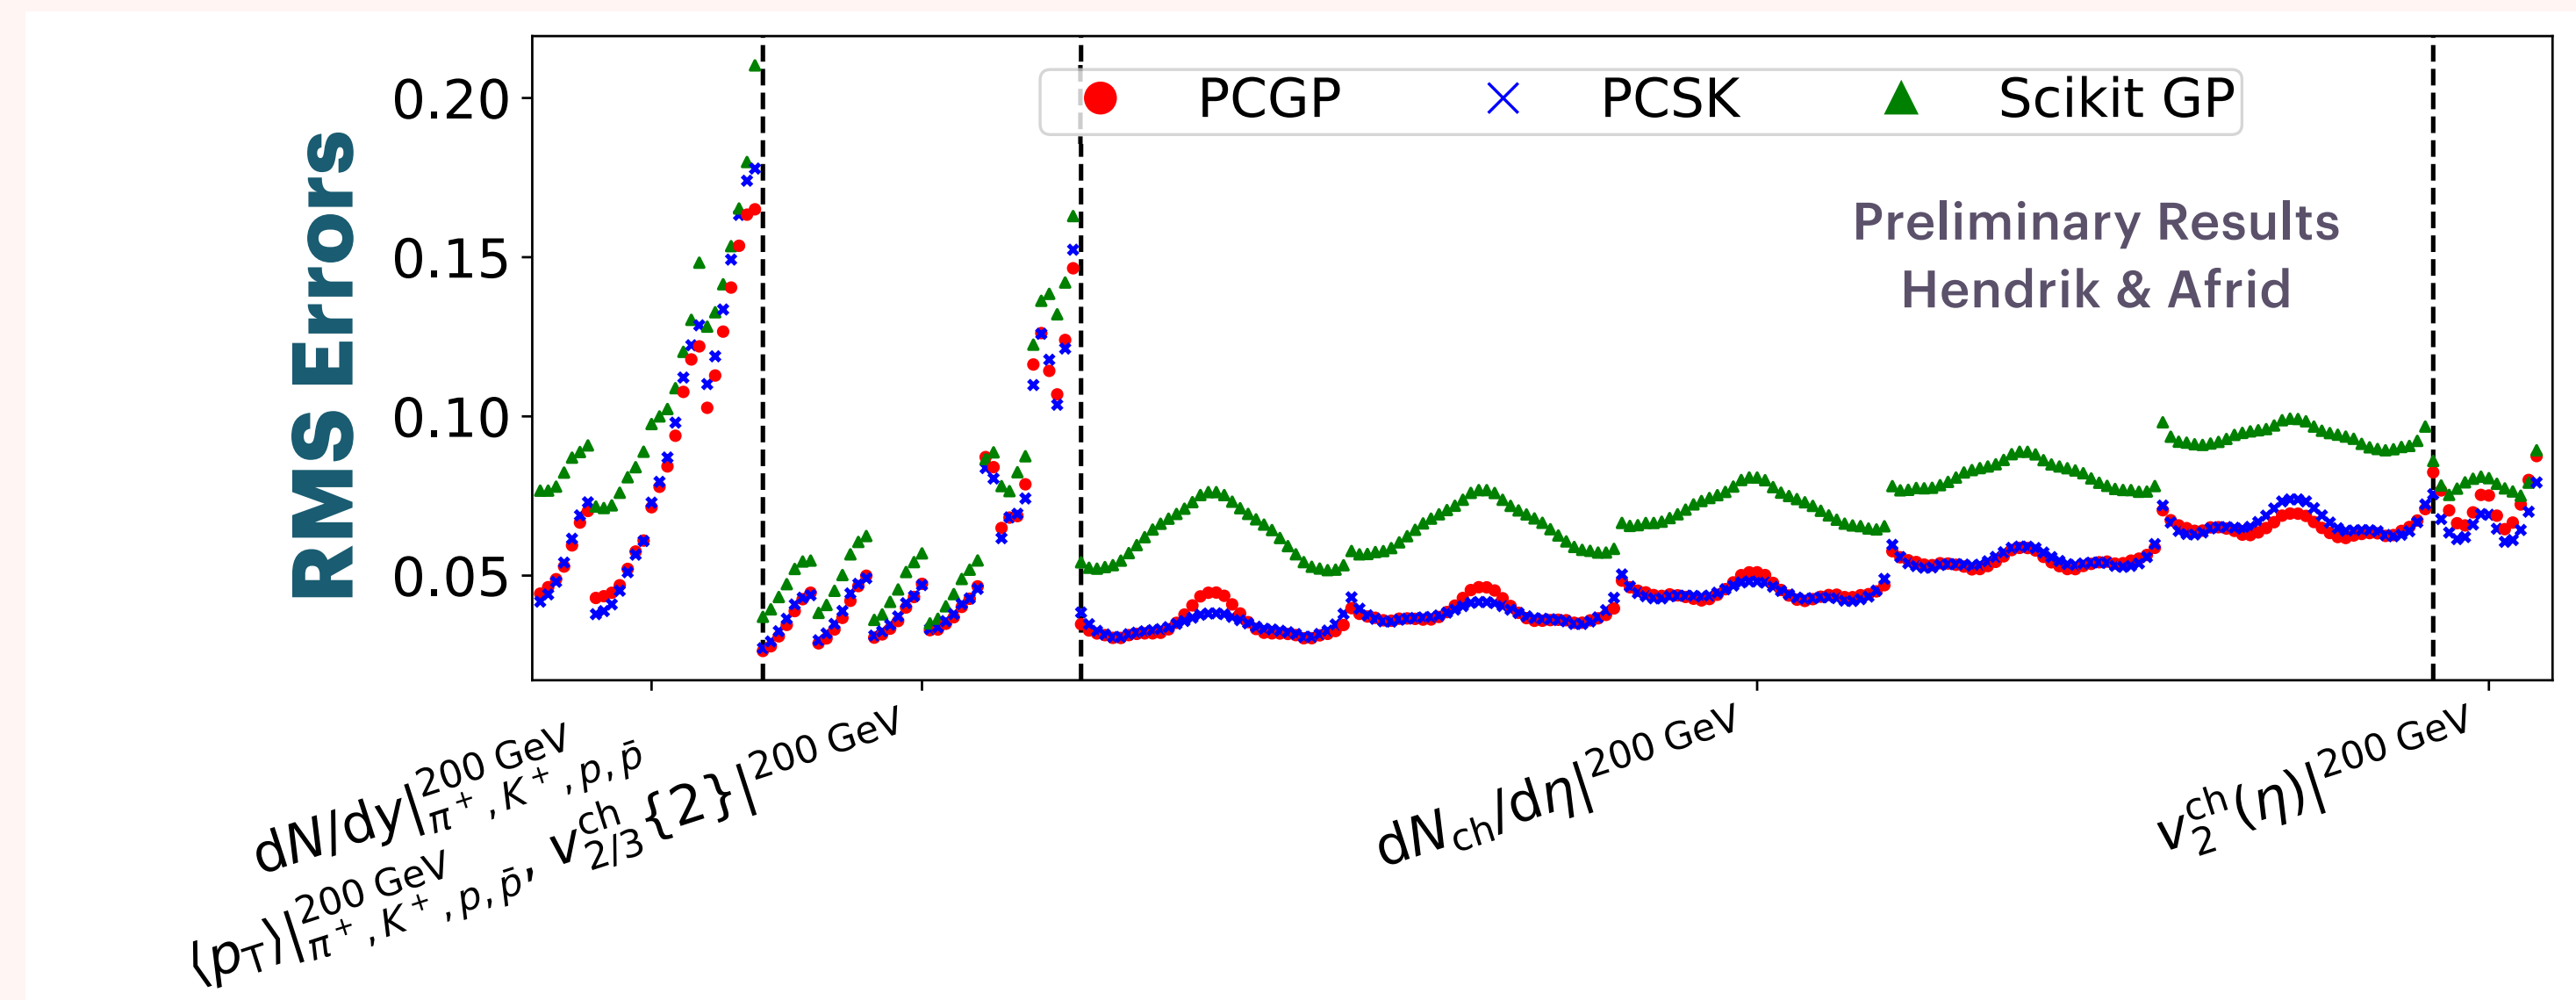 RMS Errors
0.20
0.15
0.10
0.05
PCGP PCSK Scikit GP
Preliminary Results
Hendrik & Afrid
dN/dy|^{200 GeV}_{π⁺, K⁺, p, p̄}
⟨p_T⟩|^{200 GeV}_{π⁺, K⁺, p, p̄}, v^{ch}_{2/3}{2}|^{200 GeV}
dN_{ch}/dη|^{200 GeV}
v^{ch}_2(η)|^{200 GeV}